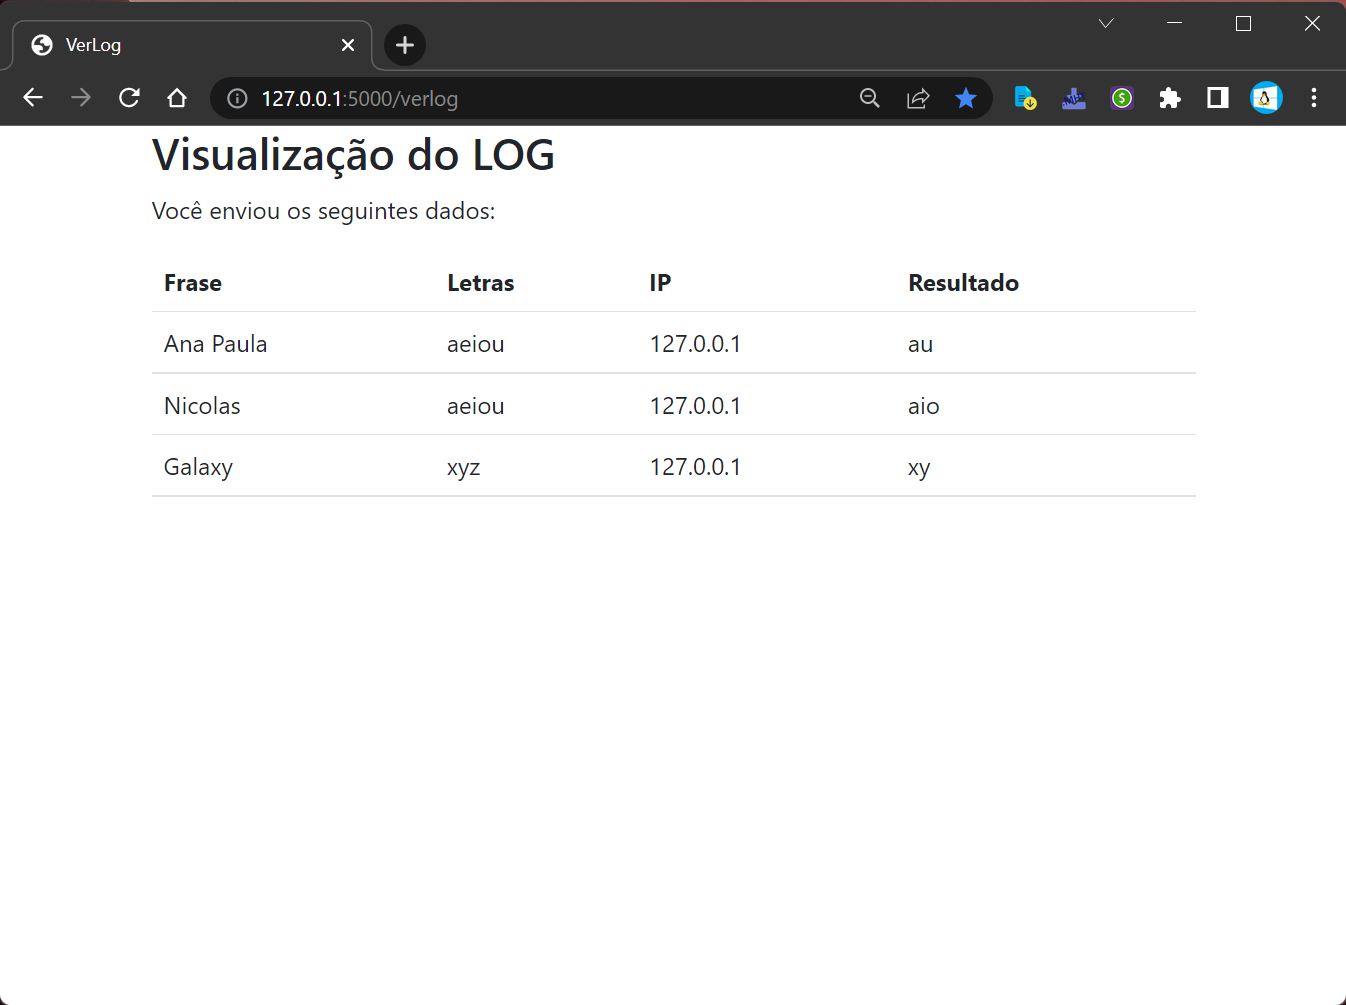 VerLog
127.0.0.1:5000/verlog
Visualização do LOG
Você enviou os seguintes dados:
Frase Letras IP Resultado
Ana Paula aeiou 127.0.0.1 au
Nicolas aeiou 127.0.0.1 aio
Galaxy xyz 127.0.0.1 xy